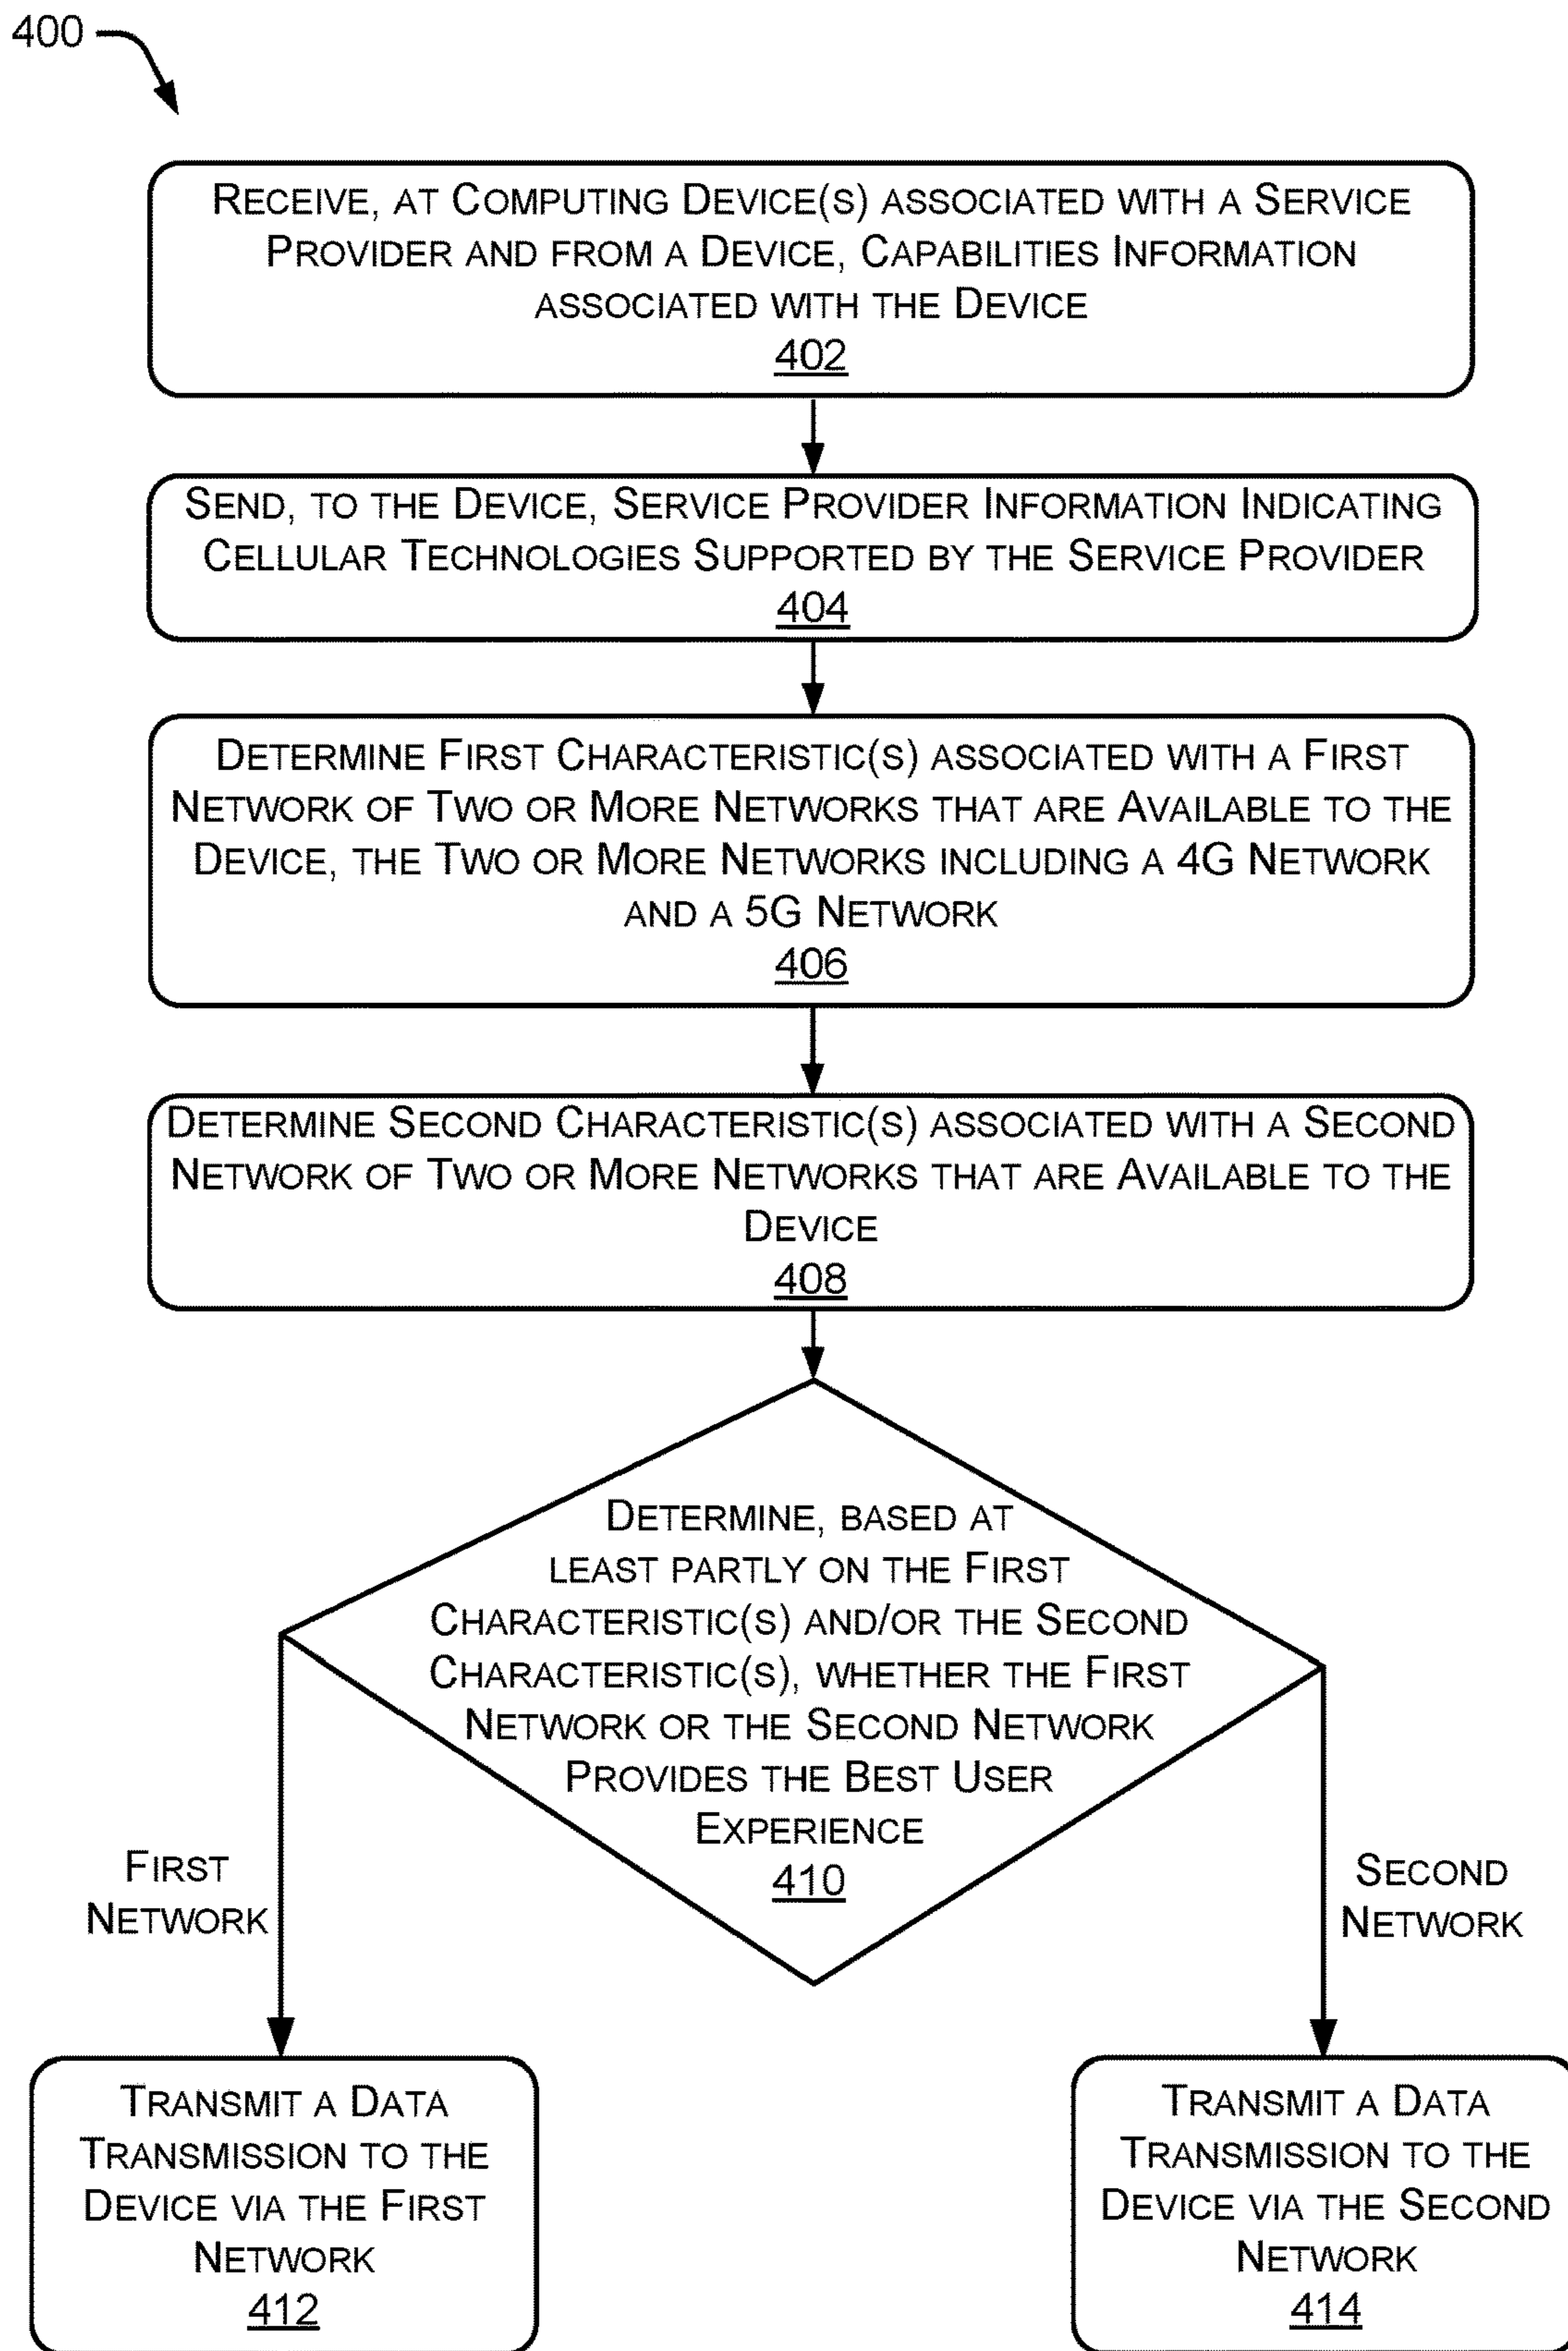 400
RECEIVE, AT COMPUTING DEVICE(S) ASSOCIATED WITH A SERVICE
PROVIDER AND FROM A DEVICE, CAPABILITIES INFORMATION
ASSOCIATED WITH THE DEVICE
402
SEND, TO THE DEVICE, SERVICE PROVIDER INFORMATION INDICATING
CELLULAR TECHNOLOGIES SUPPORTED BY THE SERVICE PROVIDER
404
DETERMINE FIRST CHARACTERISTIC(S) ASSOCIATED WITH A FIRST
NETWORK OF TWO OR MORE NETWORKS THAT ARE AVAILABLE TO THE
DEVICE, THE TWO OR MORE NETWORKS INCLUDING A 4G NETWORK
AND A 5G NETWORK
406
DETERMINE SECOND CHARACTERISTIC(S) ASSOCIATED WITH A SECOND
NETWORK OF TWO OR MORE NETWORKS THAT ARE AVAILABLE TO THE
DEVICE
408
DETERMINE, BASED AT
LEAST PARTLY ON THE FIRST
CHARACTERISTIC(S) AND/OR THE SECOND
CHARACTERISTIC(S), WHETHER THE FIRST
NETWORK OR THE SECOND NETWORK
PROVIDES THE BEST USER
EXPERIENCE
410
FIRST
NETWORK
SECOND
NETWORK
TRANSMIT A DATA
TRANSMISSION TO THE
DEVICE VIA THE FIRST
NETWORK
412
TRANSMIT A DATA
TRANSMISSION TO THE
DEVICE VIA THE SECOND
NETWORK
414